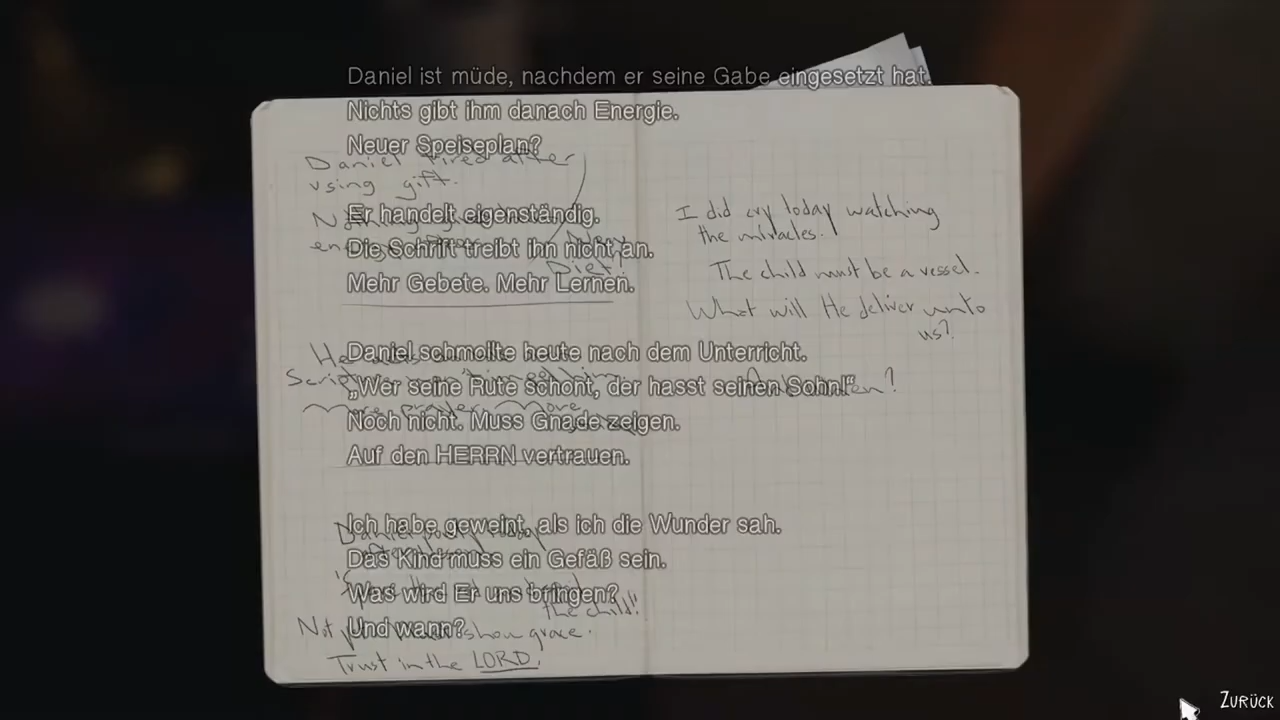 Daniel ist müde, nachdem er seine Gabe eingesetzt hat.
Nichts gibt ihm danach Energie.
Neuer Speiseplan?
Er handelt eigenständig.
Die Schrift treibt ihn nicht an.
Mehr Gebete. Mehr Lernen.
Daniel schmollte heute nach dem Unterricht.
„Wer seine Rute schont, der hasst seinen Sohn!“
Noch nicht. Muss Gnade zeigen.
Auf den HERRN vertrauen.
Ich habe geweint, als ich die Wunder sah.
Das Kind muss ein Gefäß sein.
Was wird Er uns bringen?
Und wann?
Daniel tired after
using gift.
New
Diet?
the child!"
show grace.
Trust in the LORD.
I did cry today watching
the miracles.
The child must be a vessel.
What will He deliver unto
us?
Zurück